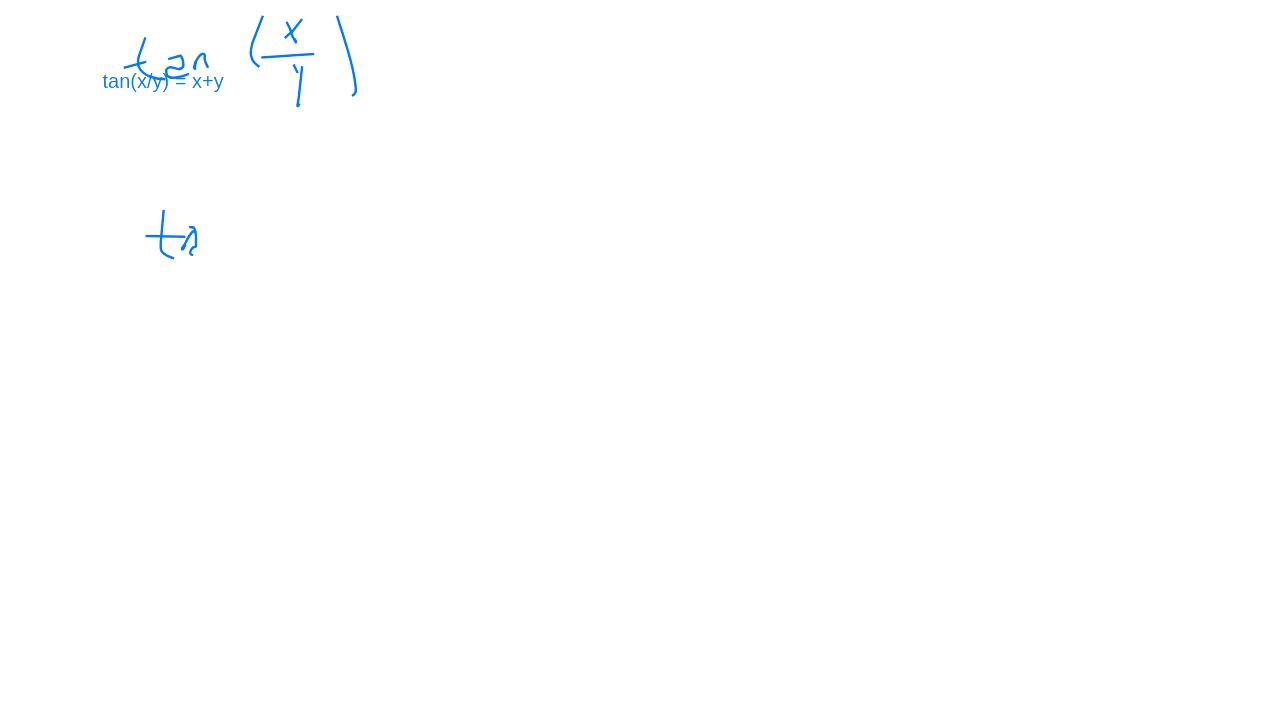 tan (x/y)
tan(x/y) = x+y
ta